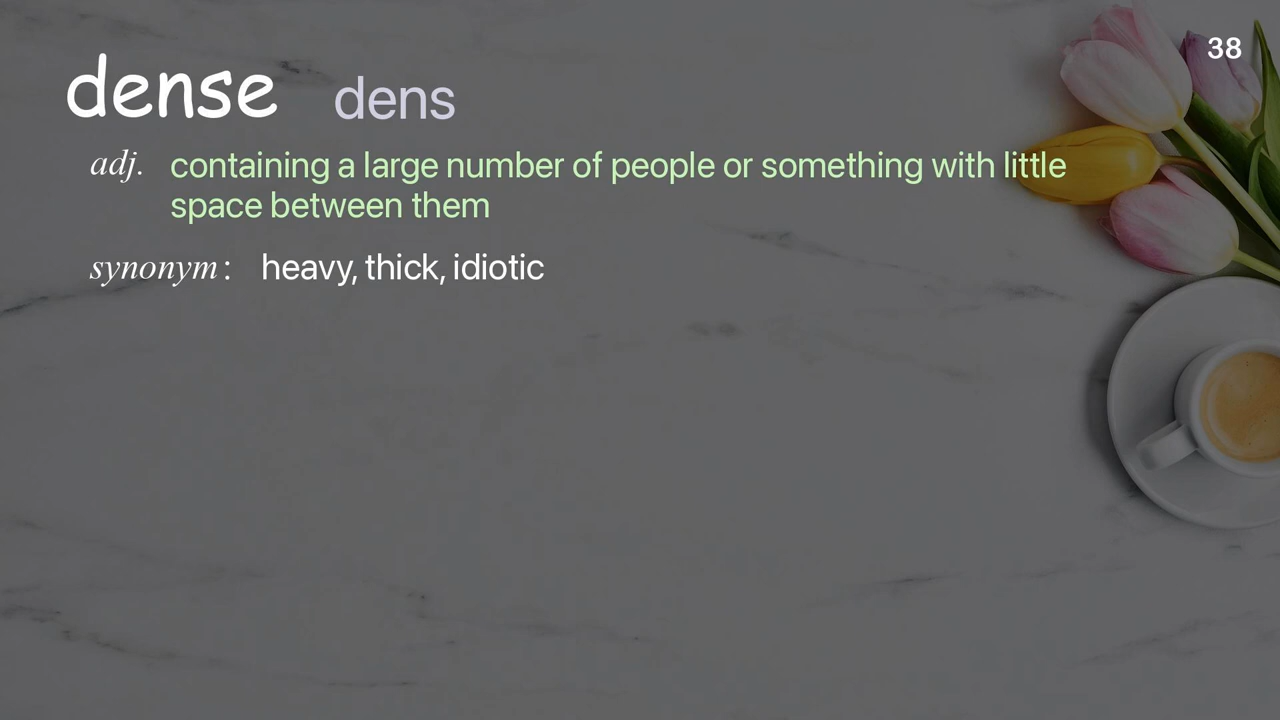 38
dense dens
adj. containing a large number of people or something with little
space between them
synonym: heavy, thick, idiotic